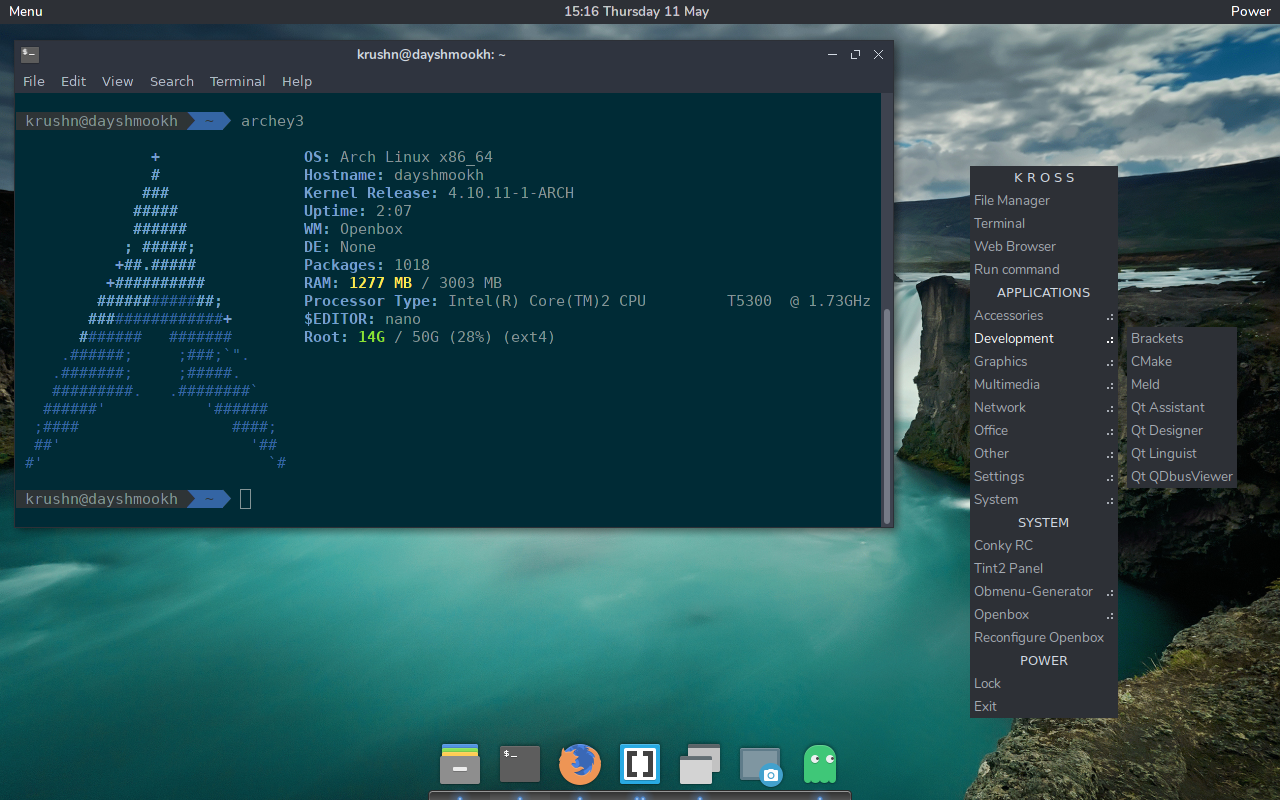 Menu
15:16 Thursday 11 May
Power
$-
krushn@dayshmookh: ~
File Edit View Search Terminal Help
krushn@dayshmookh ~ archey3
+ OS: Arch Linux x86_64
# Hostname: dayshmookh
### Kernel Release: 4.10.11-1-ARCH
##### Uptime: 2:07
###### WM: Openbox
; #####; DE: None
+##.##### Packages: 1018
+########## RAM: 1277 MB / 3003 MB
#############; Processor Type: Intel(R) Core(TM)2 CPU T5300 @ 1.73GHz
###############+ $EDITOR: nano
####### ####### Root: 14G / 50G (28%) (ext4)
.######; ;###;`".
.#######; ;#####.
#########. .########`
######' '######
;#### ####;
##' '##
#' `#
krushn@dayshmookh ~
K R O S S
File Manager
Terminal
Web Browser
Run command
APPLICATIONS
Accessories
Development
Graphics
Multimedia
Network
Office
Other
Settings
System
SYSTEM
Conky RC
Tint2 Panel
Obmenu-Generator
Openbox
Reconfigure Openbox
POWER
Lock
Exit
Brackets
CMake
Meld
Qt Assistant
Qt Designer
Qt Linguist
Qt QDbusViewer
$_